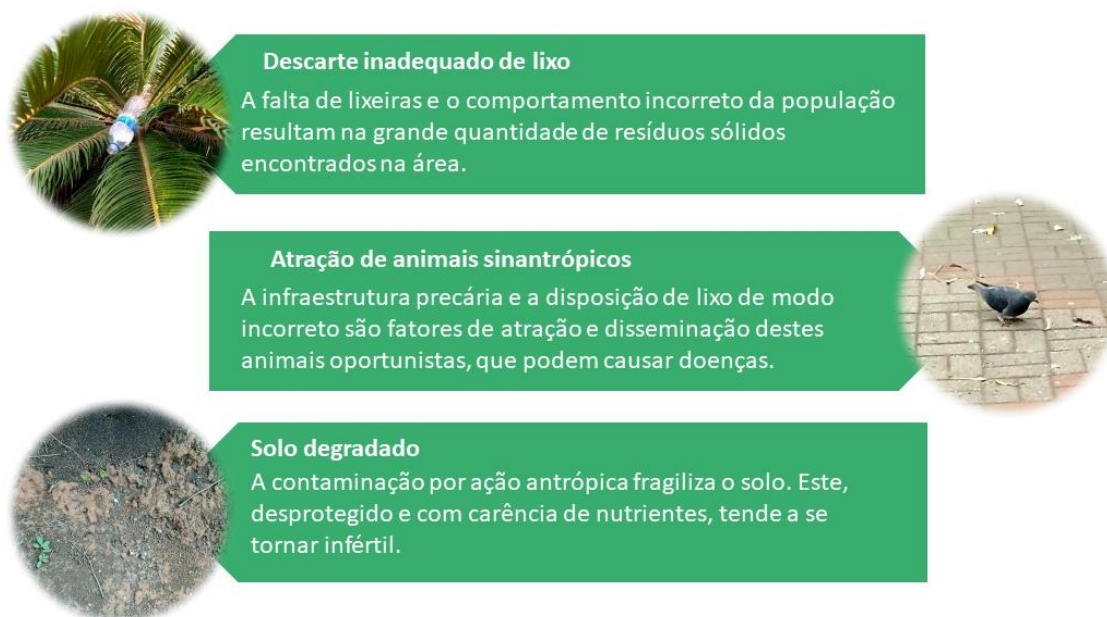 Descarte inadequado de lixo
A falta de lixeiras e o comportamento incorreto da população
resultam na grande quantidade de resíduos sólidos
encontrados na área.
Atração de animais sinantrópicos
A infraestrutura precária e a disposição de lixo de modo
incorreto são fatores de atração e disseminação destes
animais oportunistas, que podem causar doenças.
Solo degradado
A contaminação por ação antrópica fragiliza o solo. Este,
desprotegido e com carência de nutrientes, tende a se
tornar infértil.